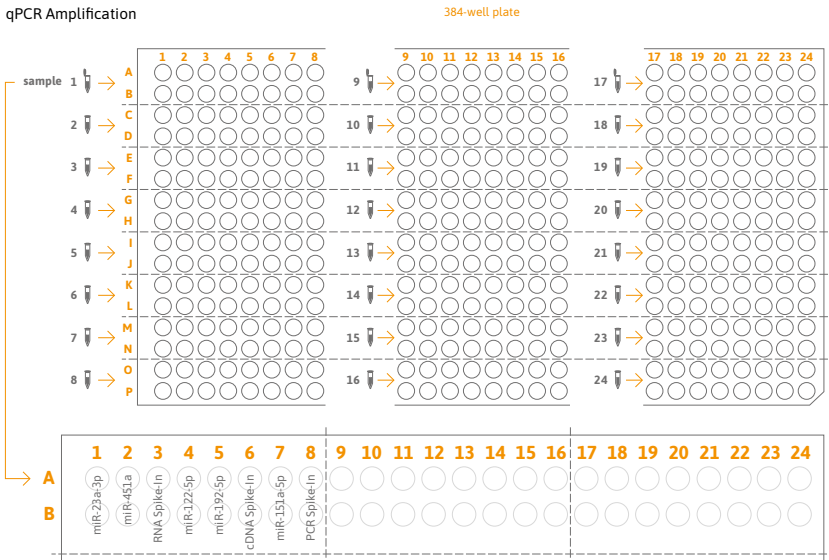 qPCR Amplification
384-well plate
1 2 3 4 5 6 7 8
9 10 11 12 13 14 15 16
17 18 19 20 21 22 23 24
sample 1 A 9 17
B
2 C 10 18
D
3 E 11 19
F
4 G 12 20
H
5 I 13 21
J
6 K 14 22
L
7 M 15 23
N
8 O 16 24
P
1 2 3 4 5 6 7 8 9 10 11 12 13 14 15 16 17 18 19 20 21 22 23 24
A
B
miR-23a-3p
miR-451a
RNA Spike-In
miR-122-5p
miR-192-5p
cDNA Spike-In
miR-151a-5p
PCR Spike-In